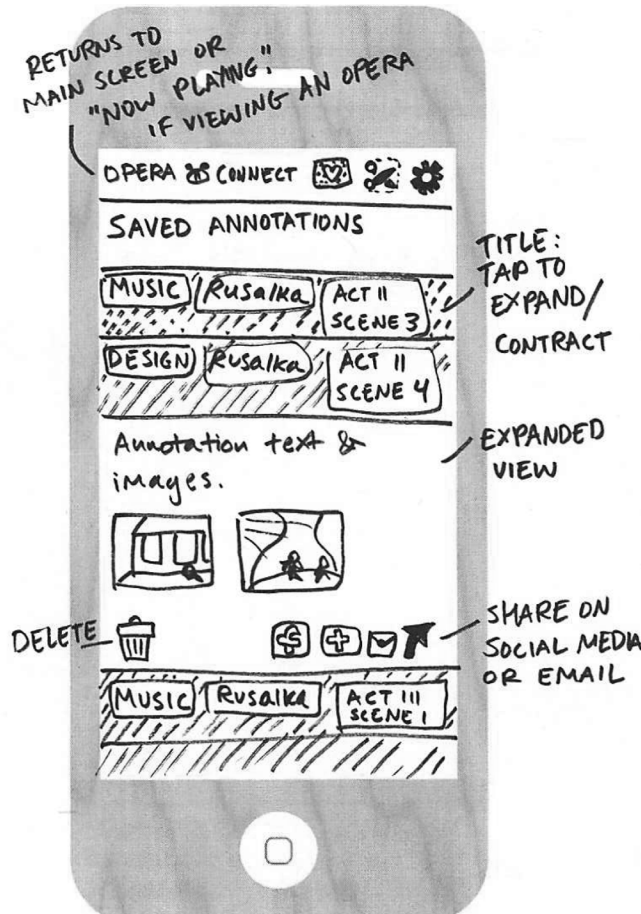 RETURNS TO
MAIN SCREEN OR
"NOW PLAYING"
IF VIEWING AN OPERA
OPERA CONNECT
SAVED ANNOTATIONS
MUSIC Rusalka ACT II
SCENE 3
TITLE:
TAP TO
EXPAND/
CONTRACT
DESIGN Rusalka ACT II
SCENE 4
Annotation text &
images.
EXPANDED
VIEW
DELETE
SHARE ON
SOCIAL MEDIA
OR EMAIL
MUSIC Rusalka ACT III
SCENE 1